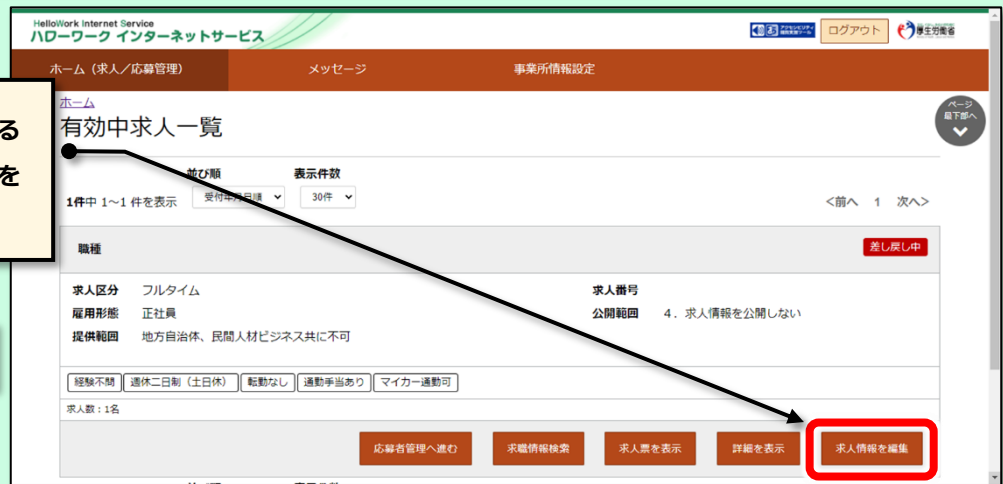 HelloWork Internet Service
ハローワーク インターネットサービス
ログアウト
厚生労働省
ホーム（求人／応募管理）
メッセージ
事業所情報設定
ホーム
ページ
最下部へ
有効中求人一覧
る
を
並び順
表示件数
1件中 1～1 件を表示
受付年月日順
30件
<前へ 1 次へ>
職種
差し戻し中
求人区分 フルタイム
求人番号
雇用形態 正社員
公開範囲 4．求人情報を公開しない
提供範囲 地方自治体、民間人材ビジネス共に不可
経験不問 週休二日制（土日休） 転勤なし 通勤手当あり マイカー通勤可
求人数：1名
応募者管理へ進む 求職情報検索 求人票を表示 詳細を表示 求人情報を編集